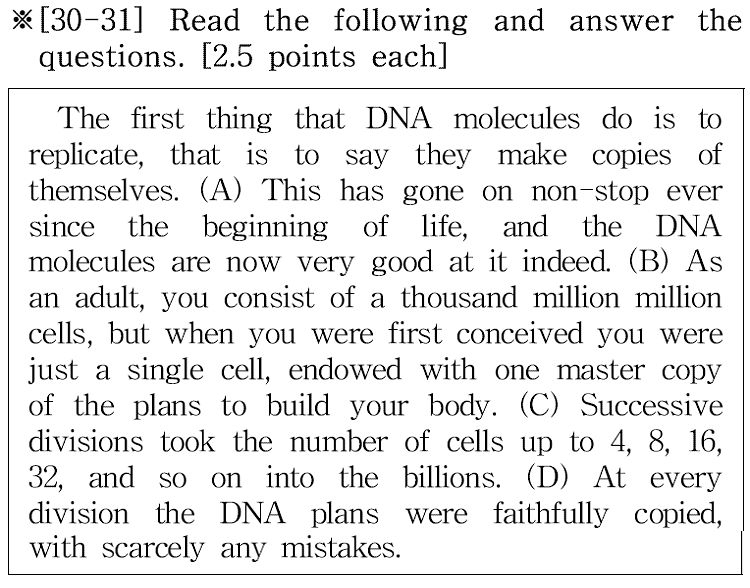 ※[30-31] Read the following and answer the
questions. [2.5 points each]
The first thing that DNA molecules do is to
replicate, that is to say they make copies of
themselves. (A) This has gone on non-stop ever
since the beginning of life, and the DNA
molecules are now very good at it indeed. (B) As
an adult, you consist of a thousand million million
cells, but when you were first conceived you were
just a single cell, endowed with one master copy
of the plans to build your body. (C) Successive
divisions took the number of cells up to 4, 8, 16,
32, and so on into the billions. (D) At every
division the DNA plans were faithfully copied,
with scarcely any mistakes.